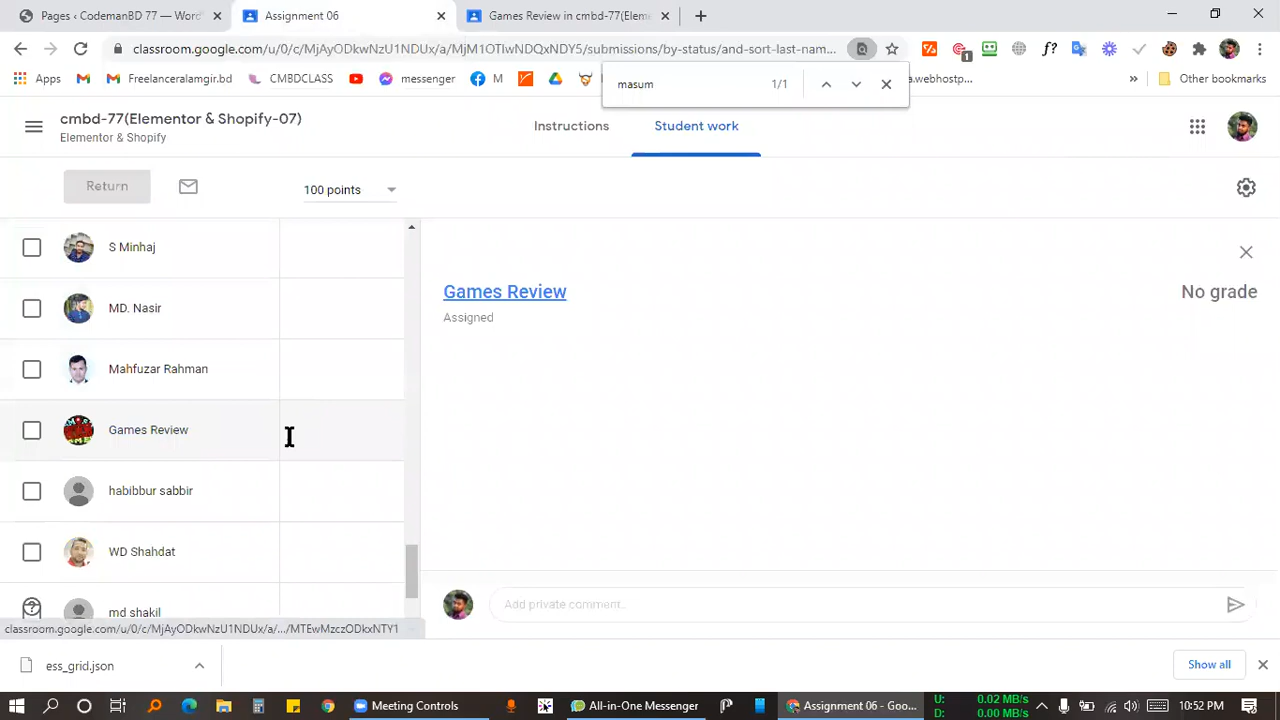 Pages ‹ CodemanBD 77 — Word
Assignment 06
Games Review in cmbd-77(Eleme
classroom.google.com/u/0/c/MjAyODkwNzU1NDUx/a/MjM1OTIwNDQxNDY5/submissions/by-status/and-sort-last-nam...
1
Apps
Freelanceralamgir.bd
CMBDCLASS
messenger
M
a.webhostp...
»
Other bookmarks
masum
1/1
cmbd-77(Elementor & Shopify-07)
Elementor & Shopify
Instructions
Student work
Return
100 points
S Minhaj
MD. Nasir
Mahfuzar Rahman
Games Review
habibbur sabbir
WD Shahdat
md shakil
Games Review
Assigned
No grade
Add private comment...
classroom.google.com/u/0/c/MjAyODkwNzU1NDUx/a/.../MTEwMzczODkxNTY1
ess_grid.json
Show all
Meeting Controls
All-in-One Messenger
Assignment 06 - Goo...
U: 0.02 MB/s
D: 0.00 MB/s
10:52 PM